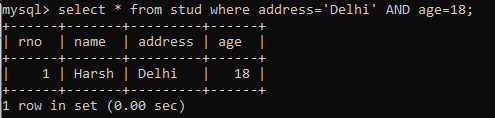 mysql> select * from stud where address='Delhi' AND age=18;
+------+-------+---------+------+
| rno  | name  | address | age  |
+------+-------+---------+------+
|    1 | Harsh | Delhi   |   18 |
+------+-------+---------+------+
1 row in set (0.00 sec)